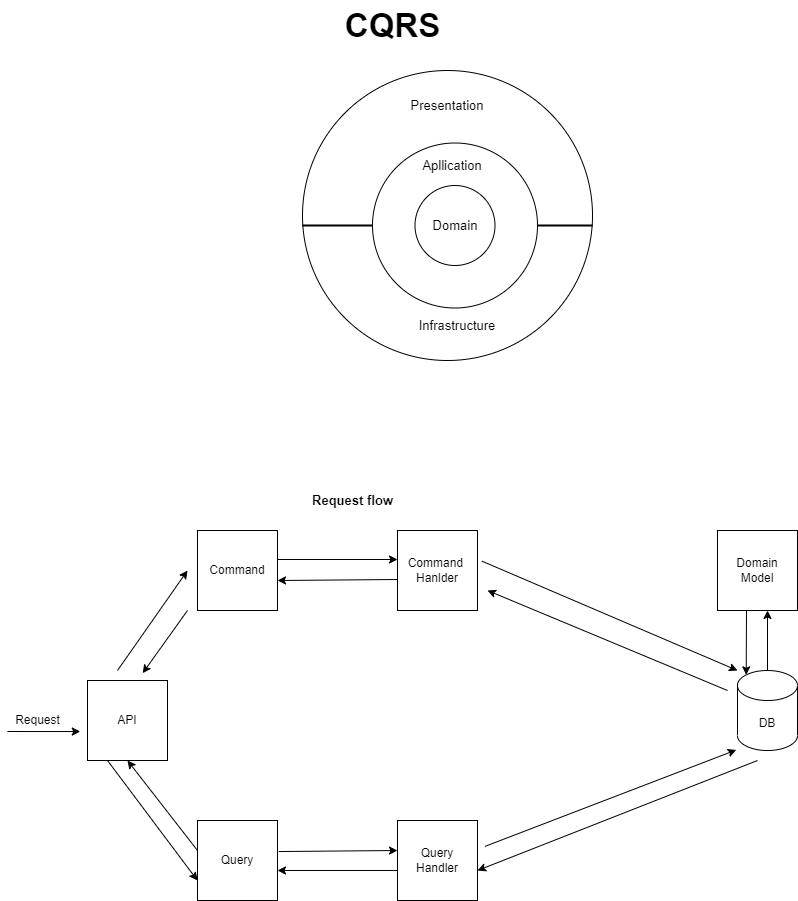 CQRS
Presentation
Apllication
Domain
Infrastructure
Request flow
Command
Command
Hanlder
Domain
Model
Request
API
DB
Query
Query
Handler